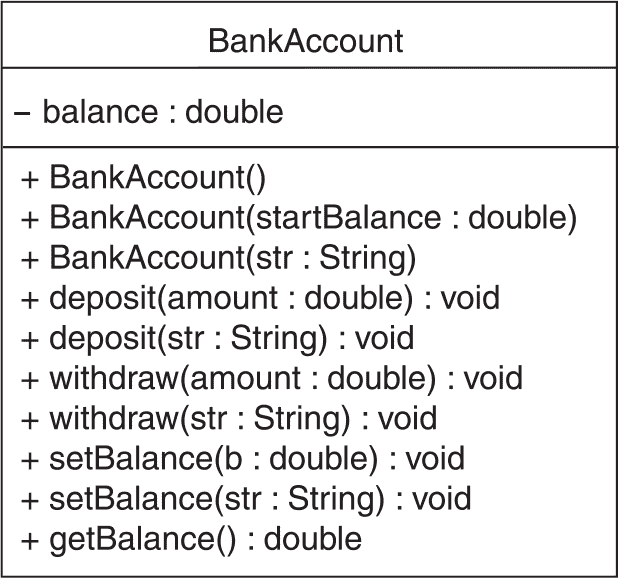 BankAccount
– balance : double
+ BankAccount()
+ BankAccount(startBalance : double)
+ BankAccount(str : String)
+ deposit(amount : double) : void
+ deposit(str : String) : void
+ withdraw(amount : double) : void
+ withdraw(str : String) : void
+ setBalance(b : double) : void
+ setBalance(str : String) : void
+ getBalance() : double